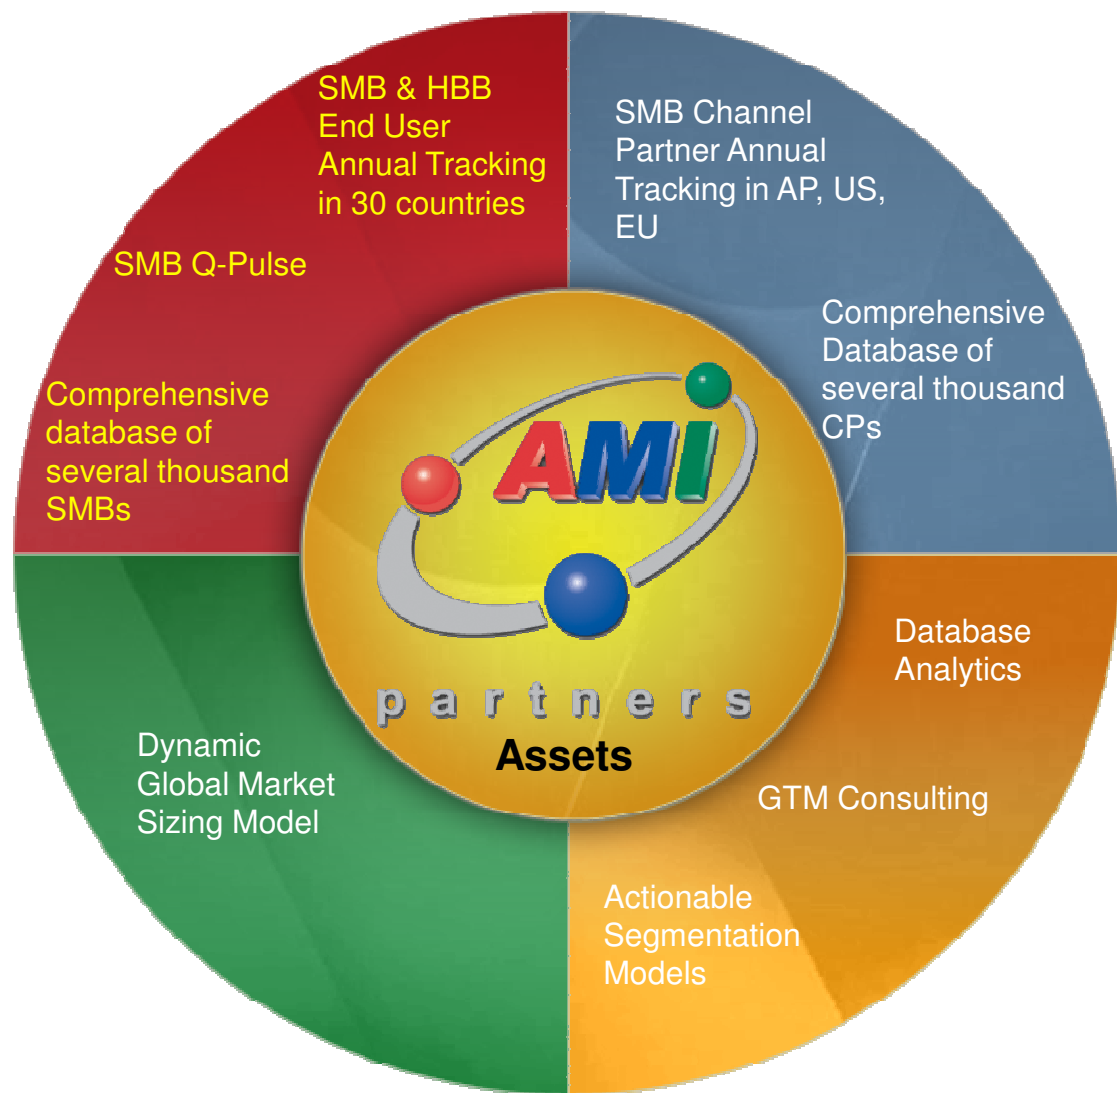 SMB & HBB
End User
Annual Tracking
in 30 countries
SMB Q-Pulse
Comprehensive
database of
several thousand
SMBs
SMB Channel
Partner Annual
Tracking in AP, US,
EU
Comprehensive
Database of
several thousand
CPs
AMI
partners
Assets
Dynamic
Global Market
Sizing Model
Database
Analytics
GTM Consulting
Actionable
Segmentation
Models